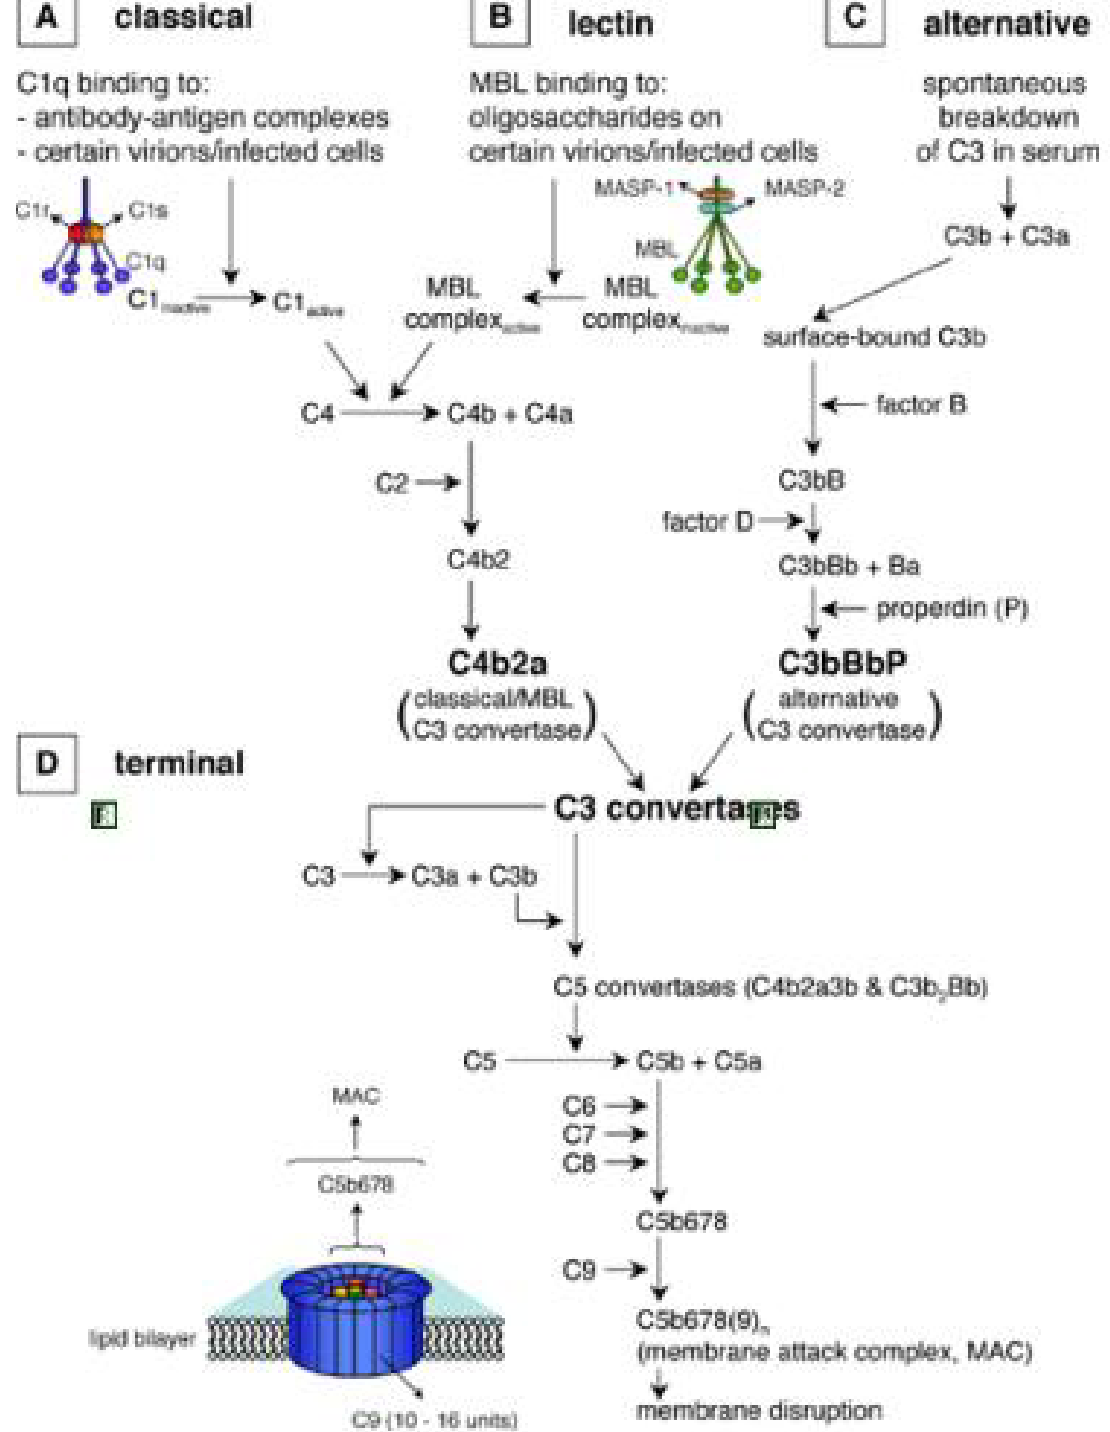 A classical
C1q binding to:
- antibody-antigen complexes
- certain virions/infected cells
C1r
C1s
C1q
C1inactive
C1active
B lectin
MBL binding to:
oligosaccharides on
certain virions/infected cells
MASP-1
MASP-2
MBL
MBL
complexactive
MBL
complexinactive
C4
C4b + C4a
C2
C4b2
C4b2a
(classical/MBL
C3 convertase)
C alternative
spontaneous
breakdown
of C3 in serum
C3b + C3a
surface-bound C3b
factor B
C3bB
factor D
C3bBb + Ba
properdin (P)
C3bBbP
(alternative
C3 convertase)
D terminal
C3 convertases
C3
C3a + C3b
C5 convertases (C4b2a3b & C3b2Bb)
C5
C5b + C5a
C6
C7
C8
C5b678
C9
C5b678(9)n
(membrane attack complex, MAC)
membrane disruption
MAC
C5b678
lipid bilayer
C9 (10 - 16 units)